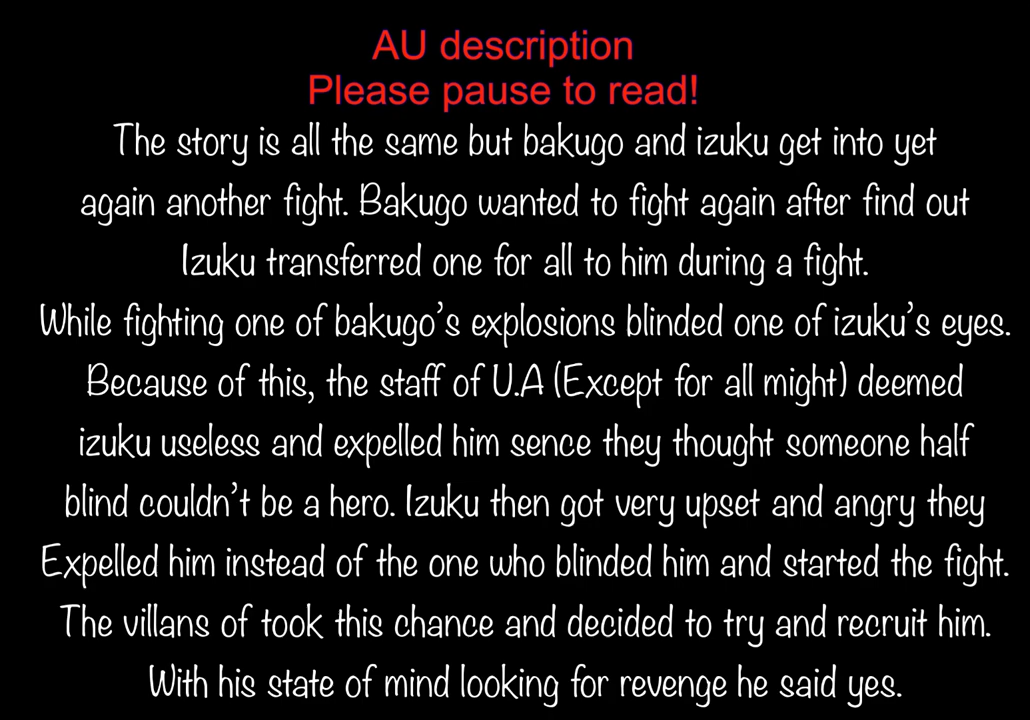 AU description
Please pause to read!
The story is all the same but bakugo and izuku get into yet
again another fight. Bakugo wanted to fight again after find out
Izuku transferred one for all to him during a fight.
While fighting one of bakugo's explosions blinded one of izuku's eyes.
Because of this, the staff of U.A (Except for all might) deemed
izuku useless and expelled him sence they thought someone half
blind couldn't be a hero. Izuku then got very upset and angry they
Expelled him instead of the one who blinded him and started the fight.
The villans of took this chance and decided to try and recruit him.
With his state of mind looking for revenge he said yes.